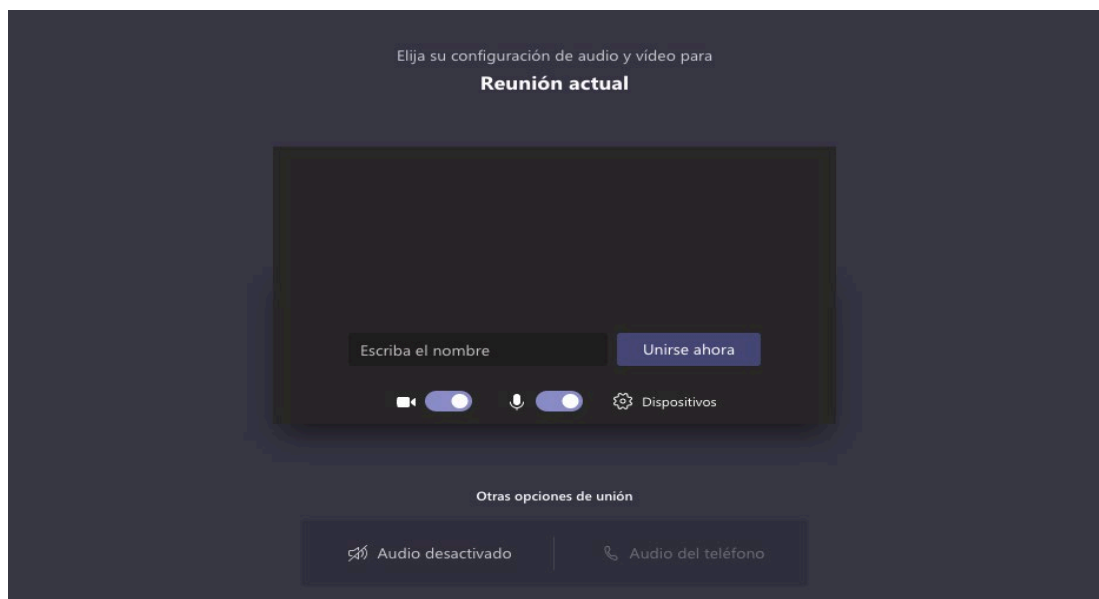 Elija su configuración de audio y vídeo para
Reunión actual
Escriba el nombre
Unirse ahora
Dispositivos
Otras opciones de unión
Audio desactivado
Audio del teléfono